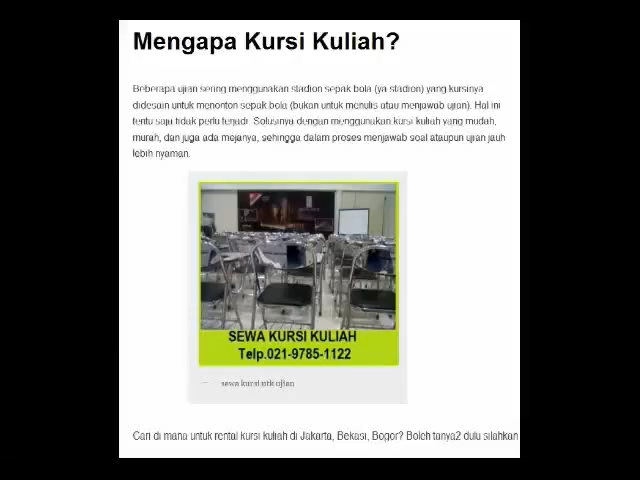 Mengapa Kursi Kuliah?
Beberapa ujian sering menggunakan stadion sepak bola (ya stadion) yang kursinya
didesain untuk menonton sepak bola (bukan untuk menulis atau menjawab ujian). Hal ini
tentu saja tidak perlu terjadi. Solusinya dengan menggunakan kursi kuliah yang mudah,
murah, dan juga ada mejanya, sehingga dalam proses menjawab soal ataupun ujian jauh
lebih nyaman.
SEWA KURSI KULIAH
Telp.021-9785-1122
— sewa kursi utk ujian
Cari di mana untuk rental kursi kuliah di Jakarta, Bekasi, Bogor? Boleh tanya2 dulu silahkan